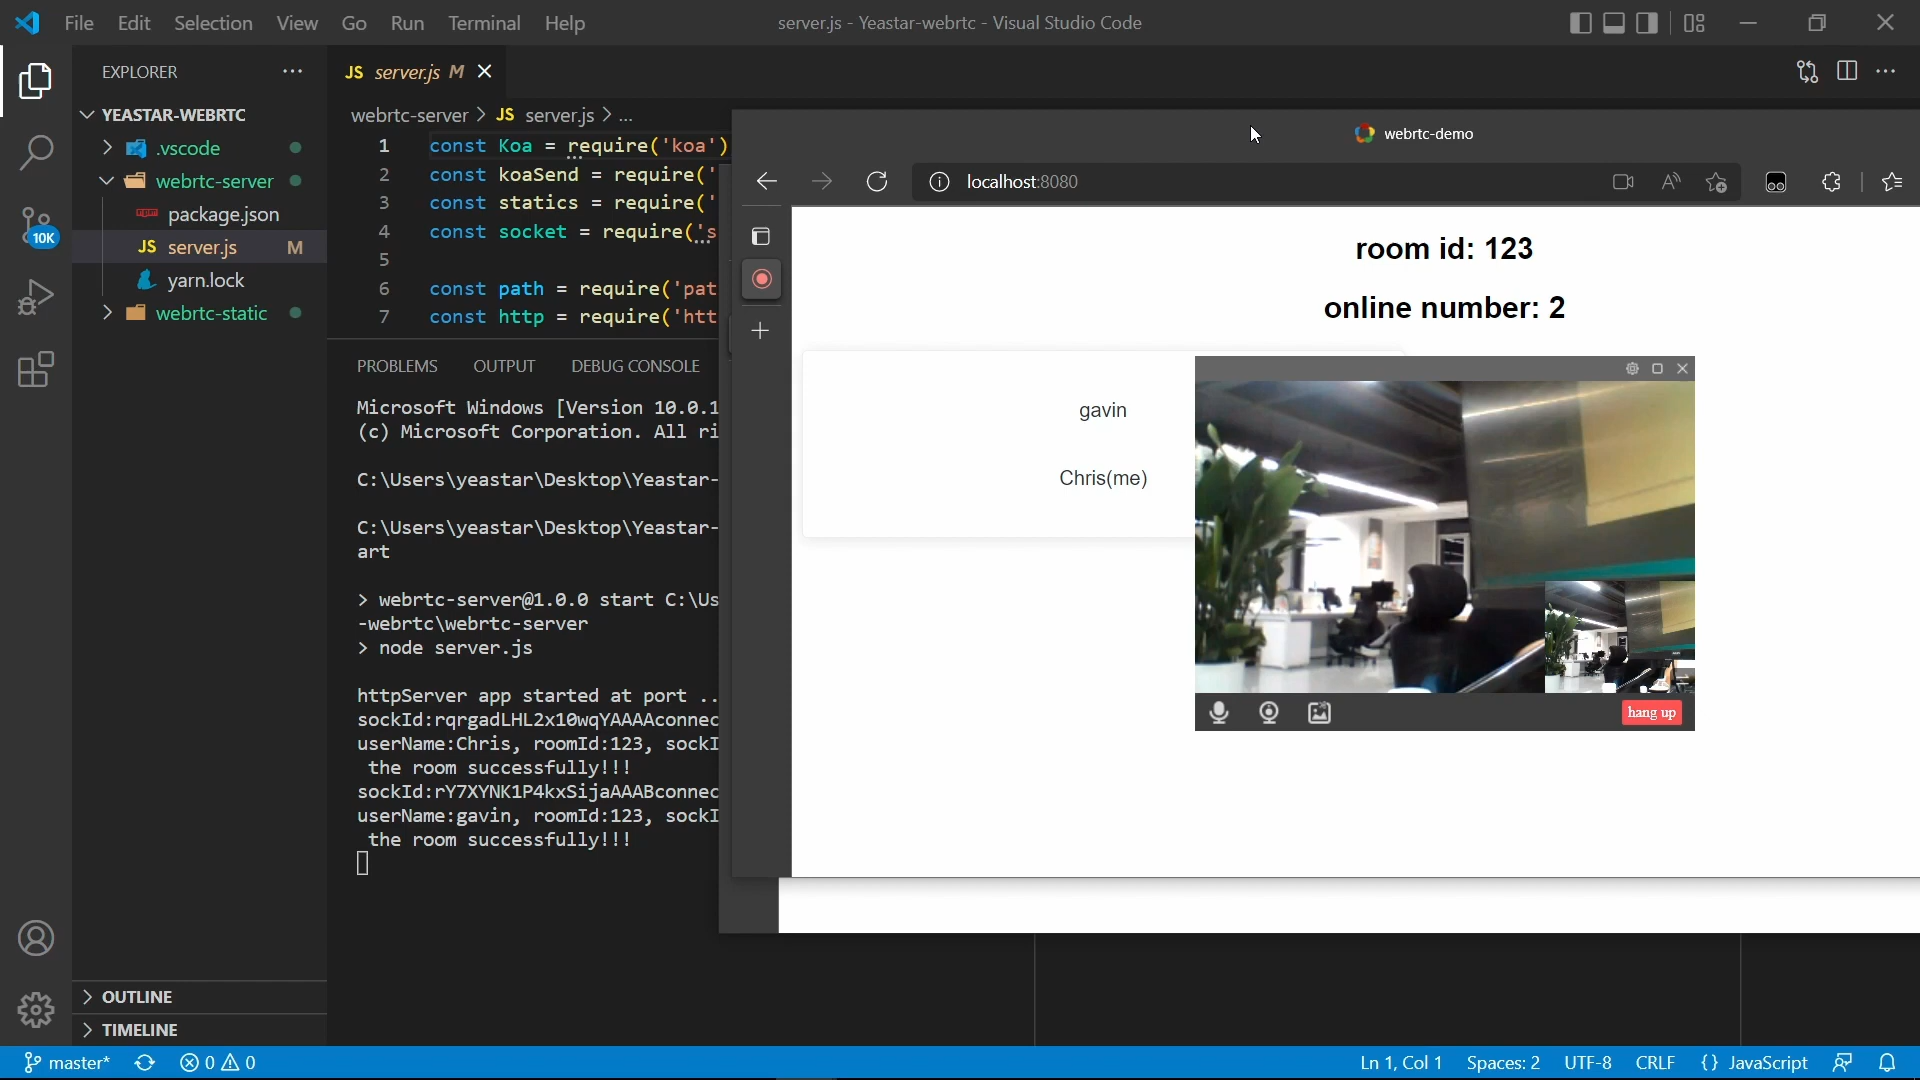 File Edit Selection View Go Run Terminal Help
server.js - Yeastar-webrtc - Visual Studio Code
EXPLORER
YEASTAR-WEBRTC
.vscode
webrtc-server
package.json
JS server.js M
yarn.lock
webrtc-static
OUTLINE
TIMELINE
10K
JS server.js M
webrtc-server > JS server.js > ...
1 const Koa = require('koa')
2 const koaSend = require('
3 const statics = require('
4 const socket = require('s
5
6 const path = require('pat
7 const http = require('htt
PROBLEMS OUTPUT DEBUG CONSOLE
Microsoft Windows [Version 10.0.1
(c) Microsoft Corporation. All ri
C:\Users\yeastar\Desktop\Yeastar-
C:\Users\yeastar\Desktop\Yeastar-
art
> webrtc-server@1.0.0 start C:\Us
-webrtc\webrtc-server
> node server.js
httpServer app started at port ..
sockId:rqrgadLHL2x10wqYAAAAconnec
userName:Chris, roomId:123, sockI
the room successfully!!!
sockId:rY7XYNK1P4kxSijaAAABconnec
userName:gavin, roomId:123, sockI
the room successfully!!!
webrtc-demo
localhost:8080
room id: 123
online number: 2
gavin
Chris(me)
hang up
master* 0 0 Ln 1, Col 1 Spaces: 2 UTF-8 CRLF {} JavaScript